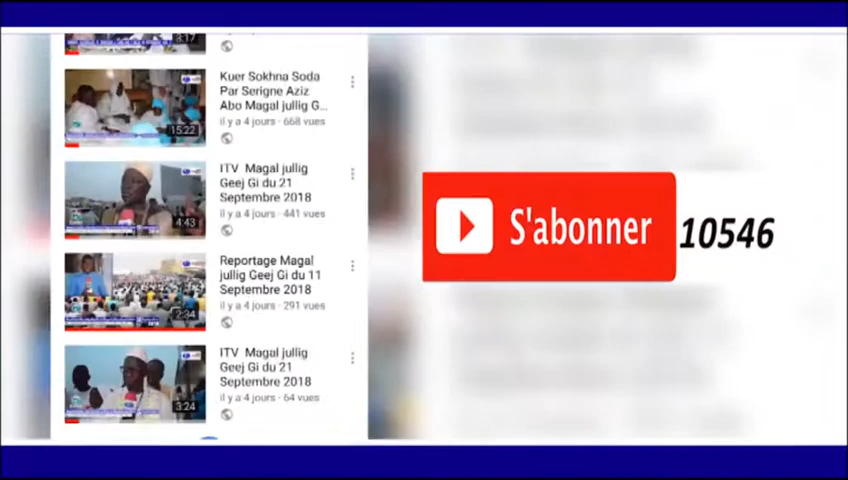 8:17
Kuer Sokhna Soda
Par Serigne Aziz
Abo Magal jullig G...
il y a 4 jours · 668 vues
15:22
ITV Magal jullig
Geej Gi du 21
Septembre 2018
il y a 4 jours · 441 vues
4:43
Reportage Magal
jullig Geej Gi du 11
Septembre 2018
il y a 4 jours · 291 vues
2:34
ITV Magal jullig
Geej Gi du 21
Septembre 2018
il y a 4 jours · 64 vues
3:24
S'abonner
10546